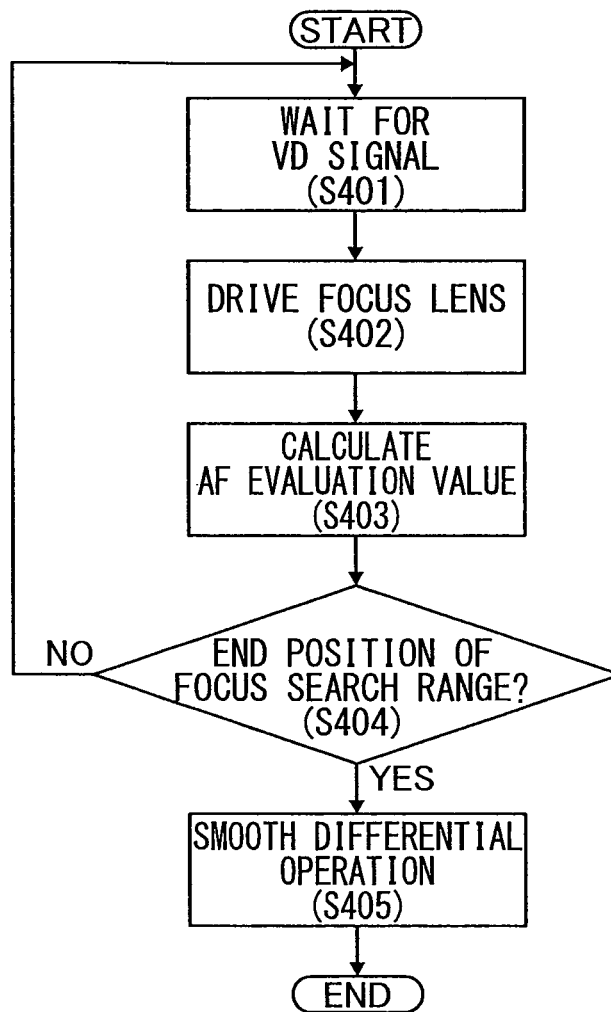 START
WAIT FOR
VD SIGNAL
(S401)
DRIVE FOCUS LENS
(S402)
CALCULATE
AF EVALUATION VALUE
(S403)
NO
END POSITION OF
FOCUS SEARCH RANGE?
(S404)
YES
SMOOTH DIFFERENTIAL
OPERATION
(S405)
END